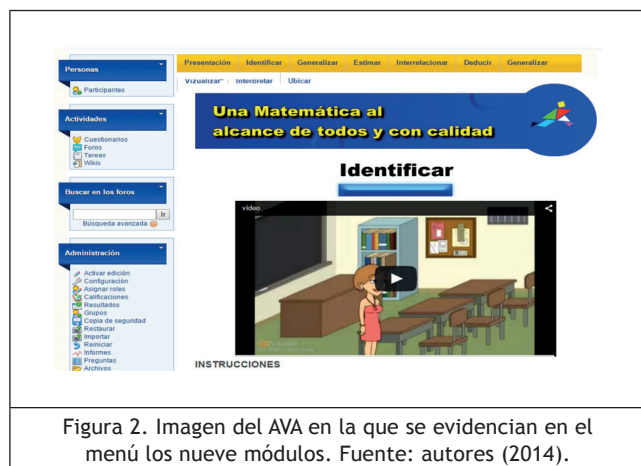 Personas
Participantes
Actividades
Cuestionarios
Foros
Tareas
Wikis
Buscar en los foros
Ir
Búsqueda avanzada
Administración
Activar edición
Configuración
Asignar roles
Calificaciones
Resultados
Grupos
Copia de seguridad
Restaurar
Importar
Reiniciar
Informes
Preguntas
Archivos
Presentación Identificar Generalizar Estimar Interrelacionar Deducir Generalizar
Vizualizar Interpretar Ubicar
Una Matemática al
alcance de todos y con calidad
Identificar
video
INSTRUCCIONES
Figura 2. Imagen del AVA en la que se evidencian en el
menú los nueve módulos. Fuente: autores (2014).